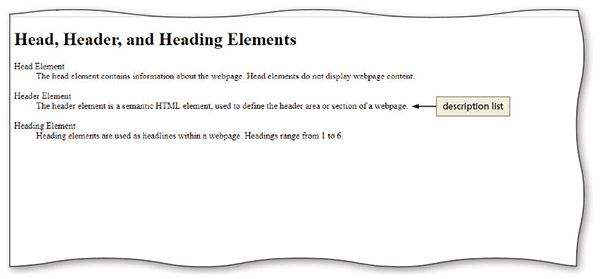 Head, Header, and Heading Elements
Head Element
The head element contains information about the webpage. Head elements do not display webpage content.
Header Element
The header element is a semantic HTML element, used to define the header area or section of a webpage.
description list
Heading Element
Heading elements are used as headlines within a webpage. Headings range from 1 to 6.